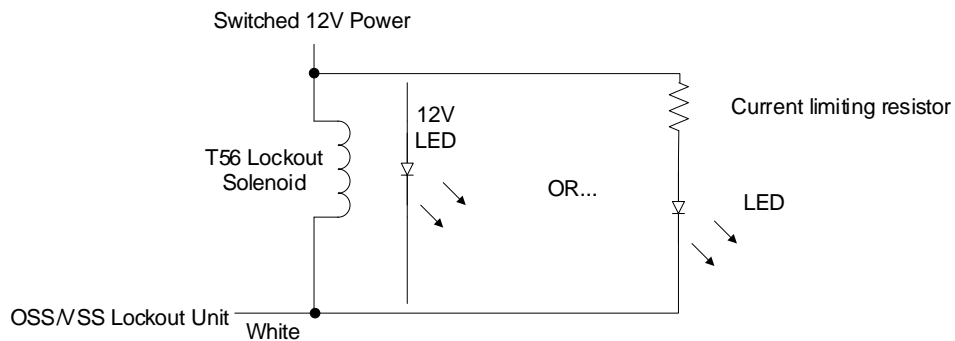 Switched 12V Power
12V
LED
T56 Lockout
Solenoid
OR...
Current limiting resistor
LED
OSS/VSS Lockout Unit
White